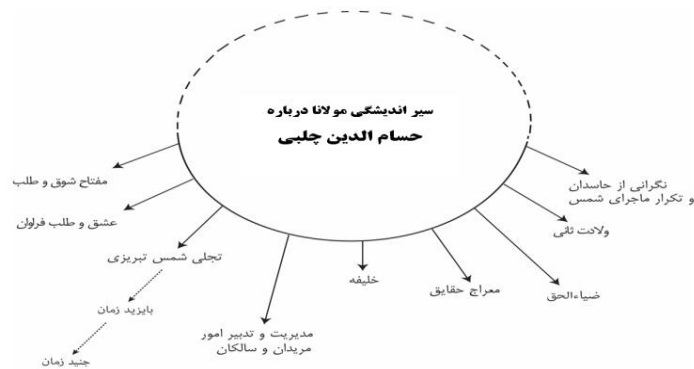 سیر اندیشگی مولانا درباره
حسام الدین چلبی
نگرانی از حاسدان
و تکرار ماجرای شمس
ولادت ثانی
ضیاءالحق
معراج حقایق
خلیفه
مدیریت و تدبیر امور
مریدان و سالکان
تجلی شمس تبریزی
بایزید زمان
جنید زمان
عشق و طلب فراوان
مفتاح شوق و طلب